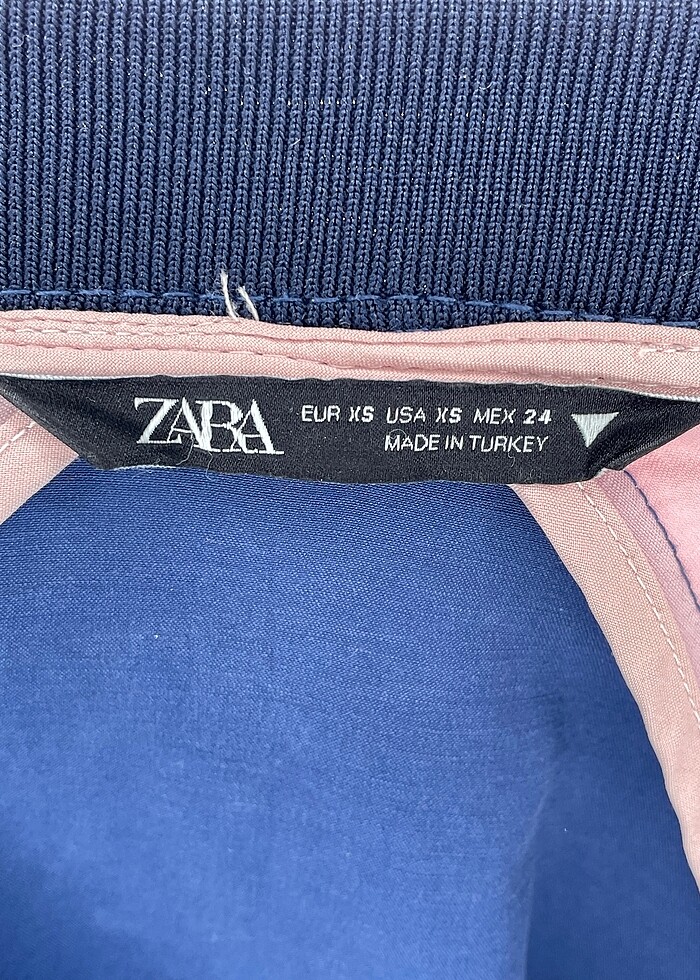 ZARA
EUR XS USA XS MEX 24
MADE IN TURKEY